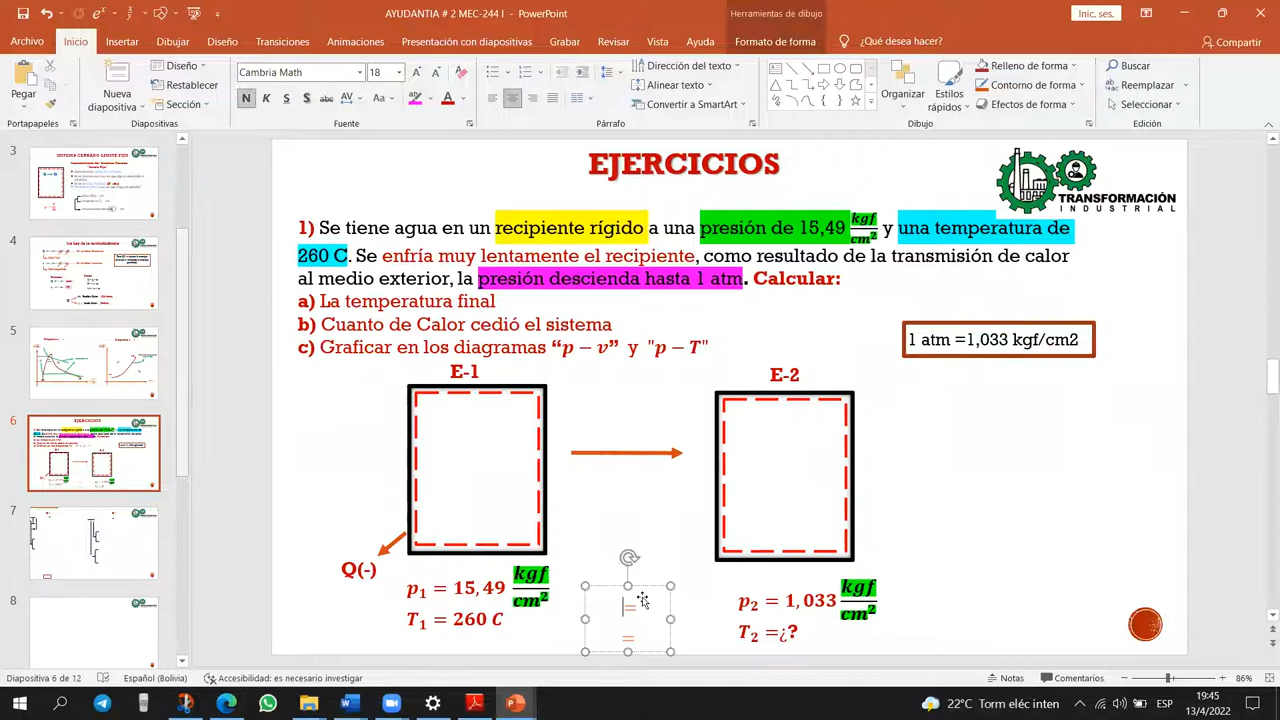 AYUDANTIA 2 MEC-244 I - PowerPoint
Herramientas de dibujo
Inic. ses.
Archivo
Inicio
Insertar
Dibujar
Diseño
Transiciones
Animaciones
Presentación con diapositivas
Grabar
Revisar
Vista
Ayuda
Formato de forma
¿Qué desea hacer?
Compartir
Pegar
Nueva diapositiva
Diseño
Restablecer
Sección
Cambria Math
18
N K S S abc AV Aa A
Dirección del texto
Alinear texto
Convertir a SmartArt
Organizar
Estilos rápidos
Relleno de forma
Contorno de forma
Efectos de forma
Buscar
Reemplazar
Seleccionar
Portapapeles
Diapositivas
Fuente
Párrafo
Dibujo
Edición
3
5
6
7
8
EJERCICIOS
TRANSFORMACIÓN
INDUSTRIAL
1) Se tiene agua en un recipiente rígido a una presión de 15,49 kgf/cm² y una temperatura de
260 C. Se enfría muy lentamente el recipiente, como resultado de la transmisión de calor
al medio exterior, la presión descienda hasta 1 atm. Calcular:
a) La temperatura final
b) Cuanto de Calor cedió el sistema
c) Graficar en los diagramas “p − v” y "p − T"
1 atm =1,033 kgf/cm2
E-1
E-2
Q(-)
p₁ = 15,49 kgf/cm²
T₁ = 260 C
=
=
p₂ = 1,033 kgf/cm²
T₂ =¿?
Diapositiva 6 de 12
Español (Bolivia)
Accesibilidad: es necesario investigar
Notas
Comentarios
86%
22°C Torm eléc inten
ESP
19:45
13/4/2022